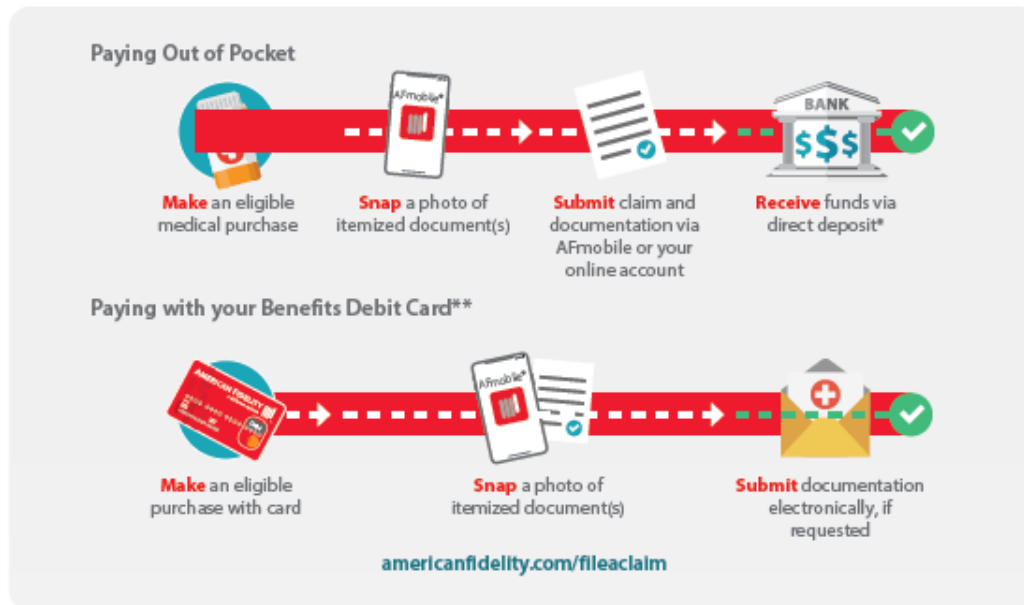 Paying Out of Pocket
AFmobile®
BANK
$$$
Make an eligible
medical purchase
Snap a photo of
itemized document(s)
Submit claim and
documentation via
AFmobile or your
online account
Receive funds via
direct deposit*
Paying with your Benefits Debit Card**
AMERICAN FIDELITY
AFmobile®
Make an eligible
purchase with card
Snap a photo of
itemized document(s)
Submit documentation
electronically, if
requested
americanfidelity.com/fileaclaim